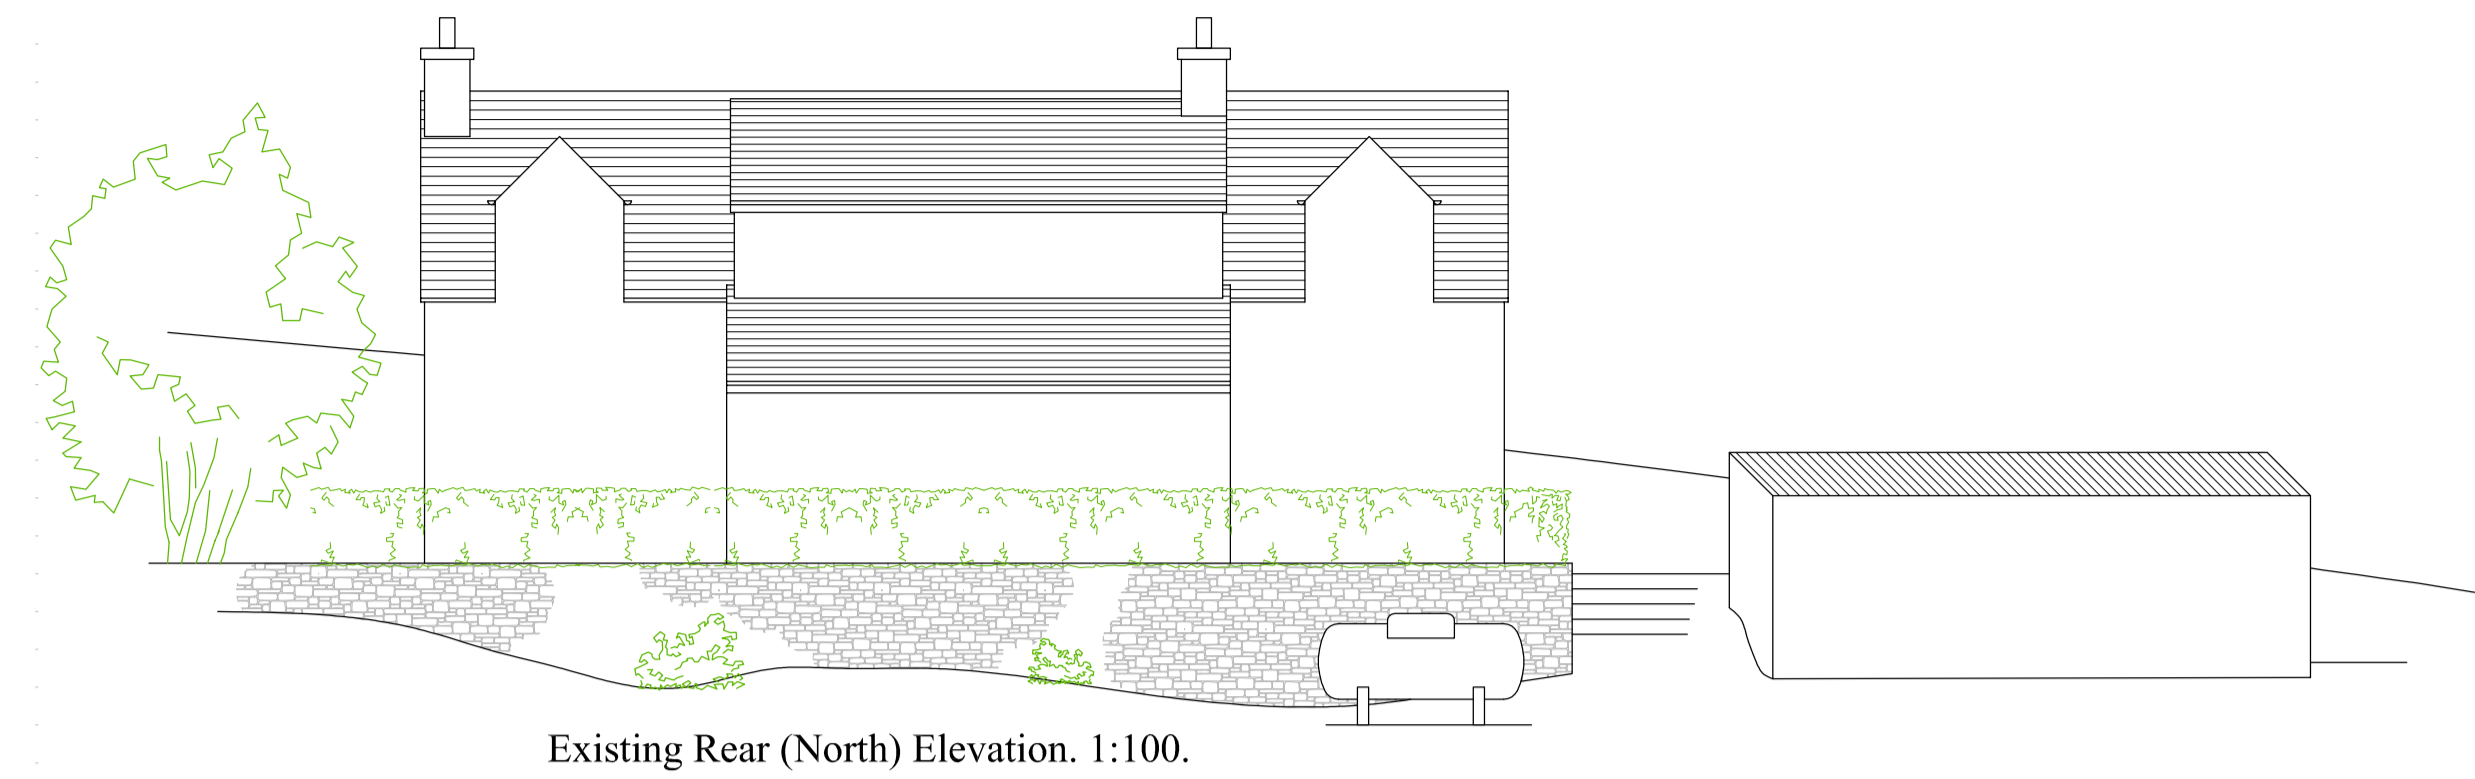 Existing Rear (North) Elevation. 1:100.